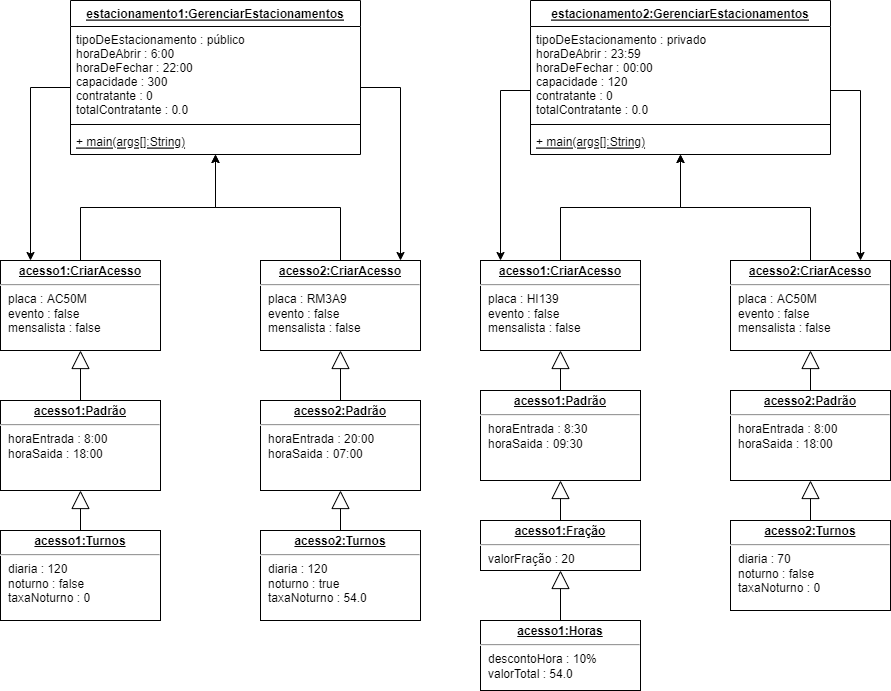 estacionamento1:GerenciarEstacionamentos
tipoDeEstacionamento : público
horaDeAbrir : 6:00
horaDeFechar : 22:00
capacidade : 300
contratante : 0
totalContratante : 0.0
+ main(args[]:String)
estacionamento2:GerenciarEstacionamentos
tipoDeEstacionamento : privado
horaDeAbrir : 23:59
horaDeFechar : 00:00
capacidade : 120
contratante : 0
totalContratante : 0.0
+ main(args[]:String)
acesso1:CriarAcesso
placa : AC50M
evento : false
mensalista : false
acesso2:CriarAcesso
placa : RM3A9
evento : false
mensalista : false
acesso1:CriarAcesso
placa : HI139
evento : false
mensalista : false
acesso2:CriarAcesso
placa : AC50M
evento : false
mensalista : false
acesso1:Padrão
horaEntrada : 8:00
horaSaida : 18:00
acesso2:Padrão
horaEntrada : 20:00
horaSaida : 07:00
acesso1:Padrão
horaEntrada : 8:30
horaSaida : 09:30
acesso2:Padrão
horaEntrada : 8:00
horaSaida : 18:00
acesso1:Turnos
diaria : 120
noturno : false
taxaNoturno : 0
acesso2:Turnos
diaria : 120
noturno : true
taxaNoturno : 54.0
acesso1:Fração
valorFração : 20
acesso2:Turnos
diaria : 70
noturno : false
taxaNoturno : 0
acesso1:Horas
descontoHora : 10%
valorTotal : 54.0